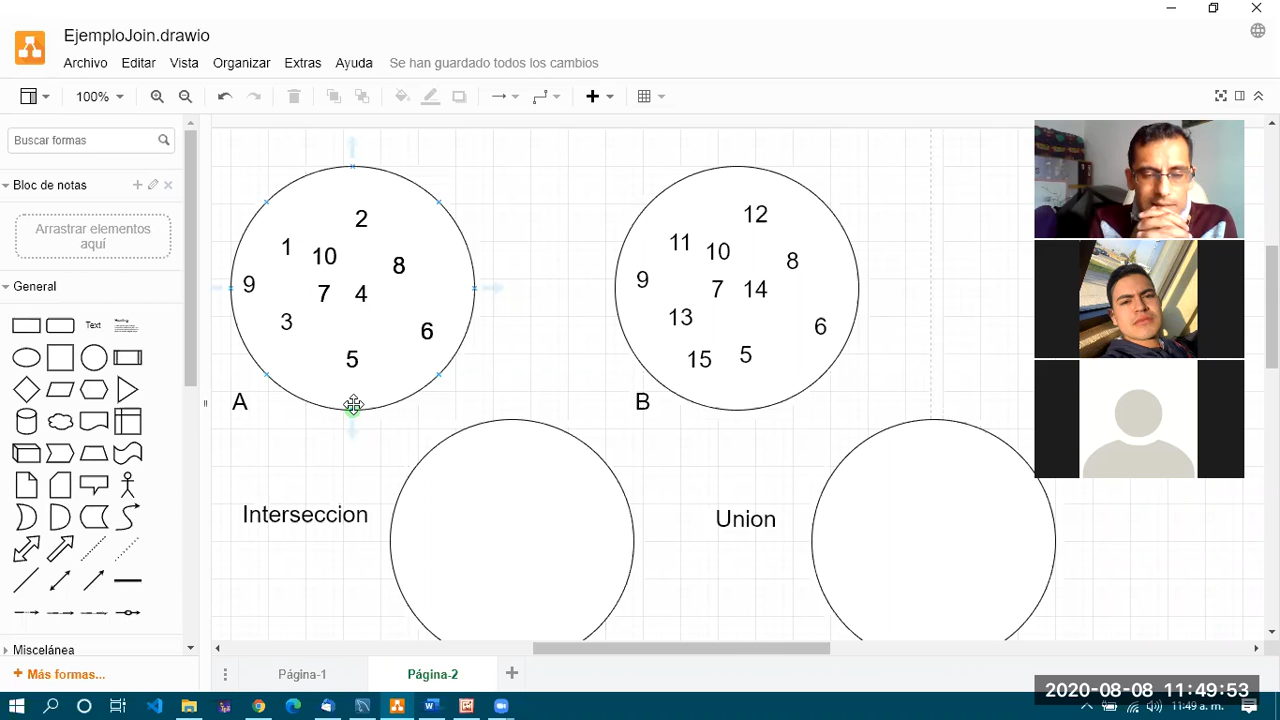 EjemploJoin.drawio
Archivo Editar Vista Organizar Extras Ayuda Se han guardado todos los cambios
100%
Buscar formas
Bloc de notas
Arrastrar elementos
aquí
General
Text
Miscelánea
Más formas...
2
1
10
8
9
7
4
3
6
5
A
12
11
10
8
9
7
14
13
6
15
5
B
Interseccion
Union
Página-1
Página-2
2020-08-08 11:49:53
11:49 a. m.